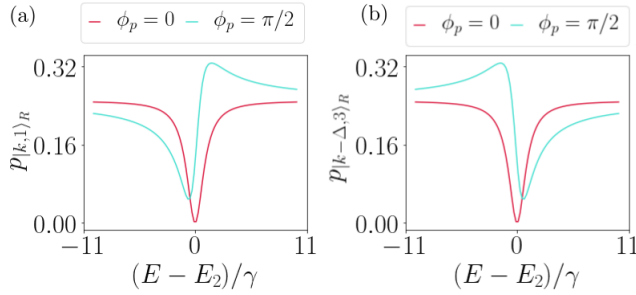 (a)
ϕ_p = 0 ϕ_p = π/2
p_{|k,1⟩_R}
0.32
0.16
0.00
−11 0 11
(E − E_2)/γ
(b)
ϕ_p = 0 ϕ_p = π/2
p_{|k−Δ,3⟩_R}
0.32
0.16
0.00
−11 0 11
(E − E_2)/γ